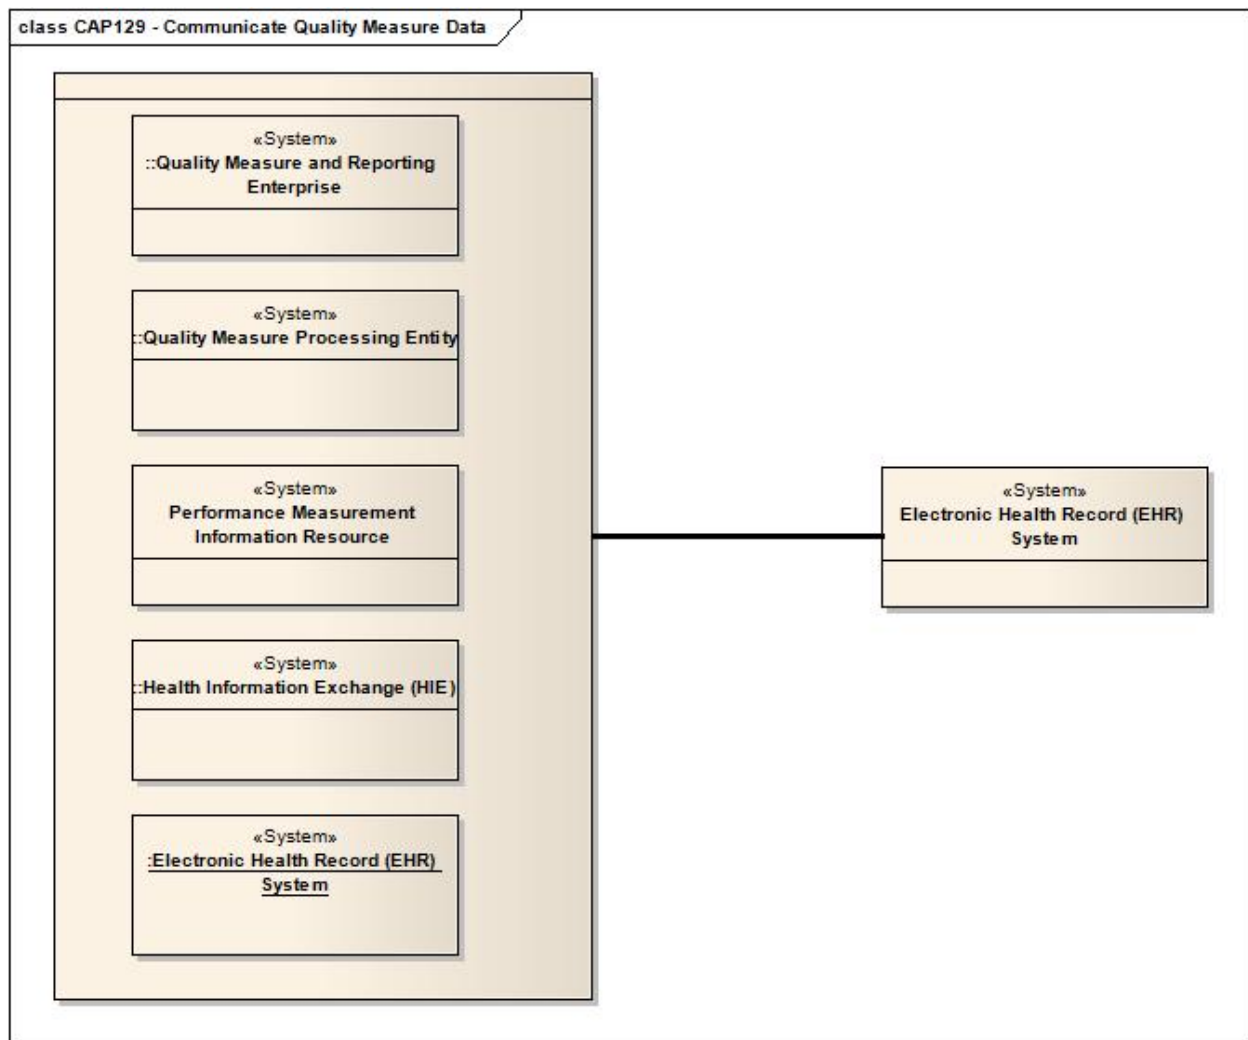 class CAP129 - Communicate Quality Measure Data
«System»
::Quality Measure and Reporting
Enterprise
«System»
::Quality Measure Processing Entity
«System»
Performance Measurement
Information Resource
«System»
::Health Information Exchange (HIE)
«System»
:Electronic Health Record (EHR)
System
«System»
Electronic Health Record (EHR)
System